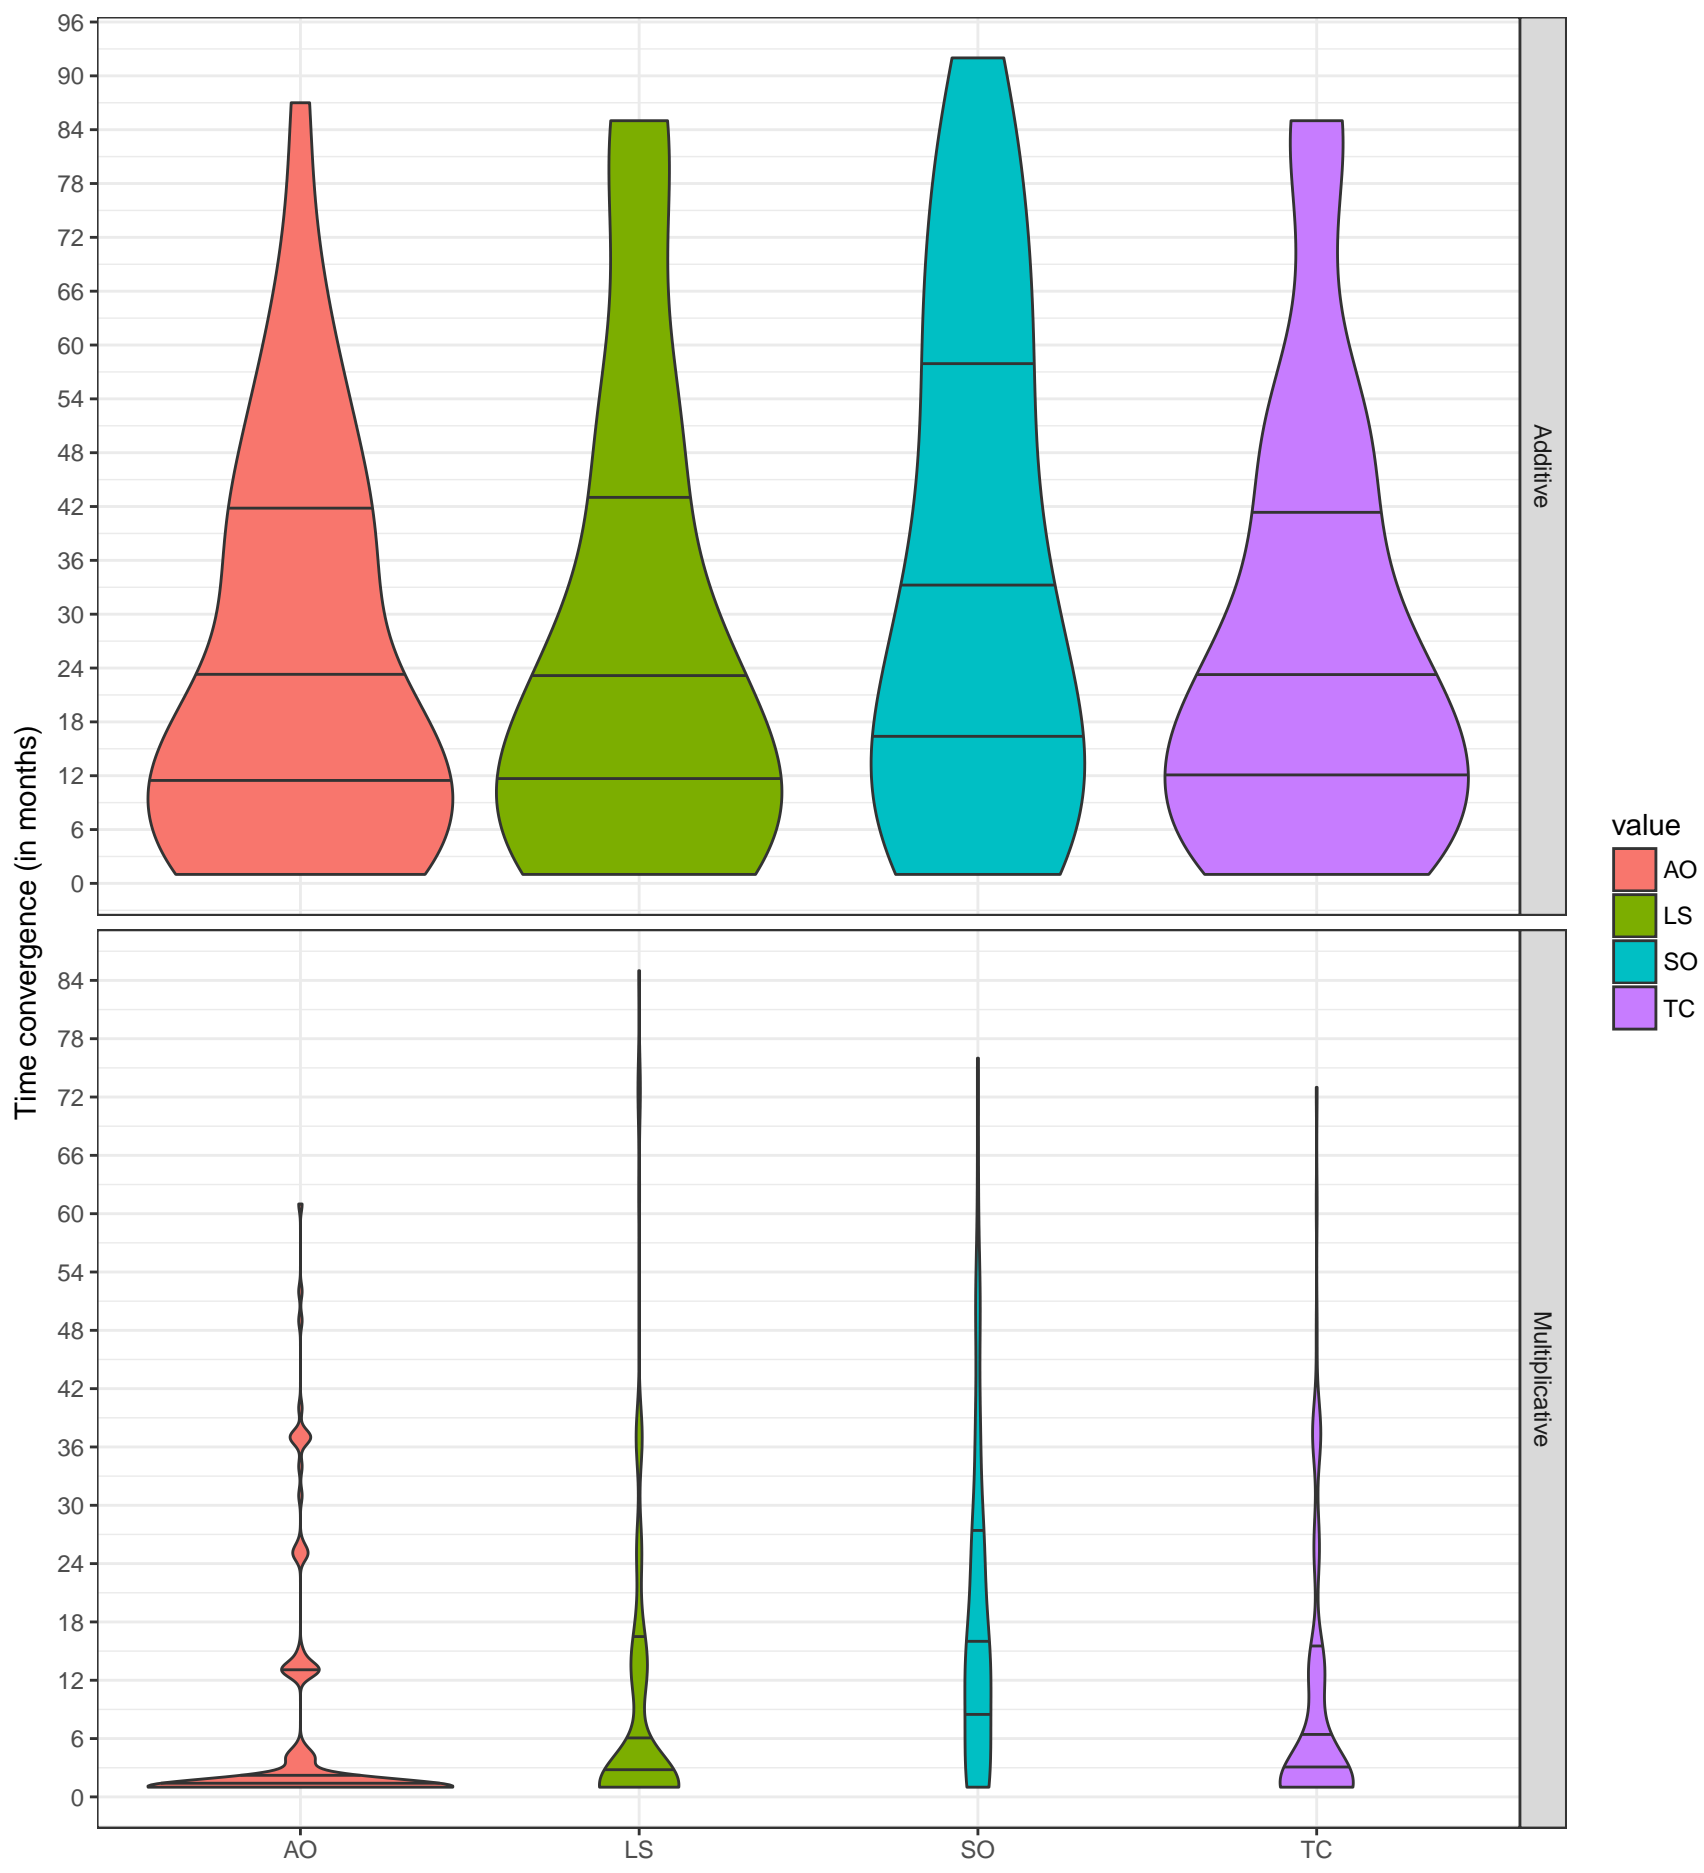 96
90
84
78
72
66
60
54
48
42
36
30
24
18
12
6
0
Additive
84
78
72
66
60
54
48
42
36
30
24
18
12
6
0
Multiplicative
Time convergence (in months)
AO
LS
SO
TC
value
AO
LS
SO
TC